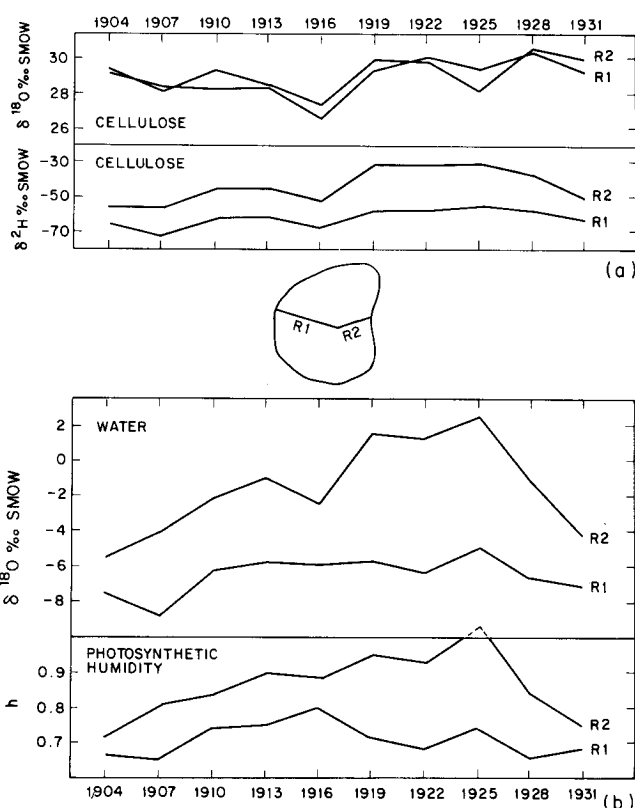 1904 1907 1910 1913 1916 1919 1922 1925 1928 1931
δ 18O ‰ SMOW
30
28
26
R2
R1
CELLULOSE
CELLULOSE
δ 2H ‰ SMOW
-30
-50
-70
R2
R1
(a)
R1 R2
WATER
δ 18O ‰ SMOW
2
0
-2
-4
-6
-8
R2
R1
PHOTOSYNTHETIC
HUMIDITY
h
0.9
0.8
0.7
R2
R1
1904 1907 1910 1913 1916 1919 1922 1925 1928 1931
(b)